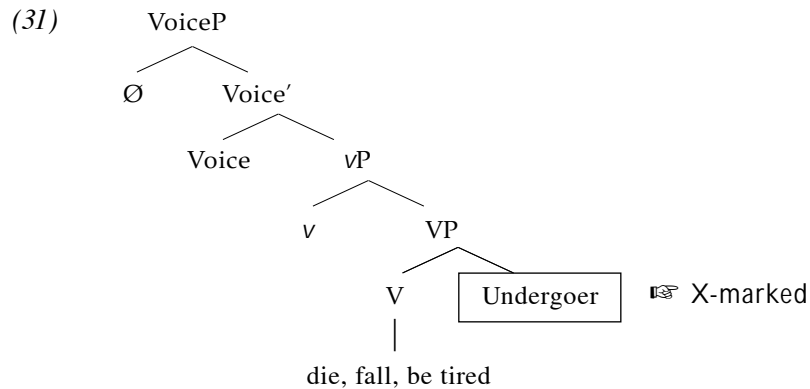 (31) VoiceP
Ø Voice′
Voice vP
v VP
V Undergoer ☞ X-marked
die, fall, be tired